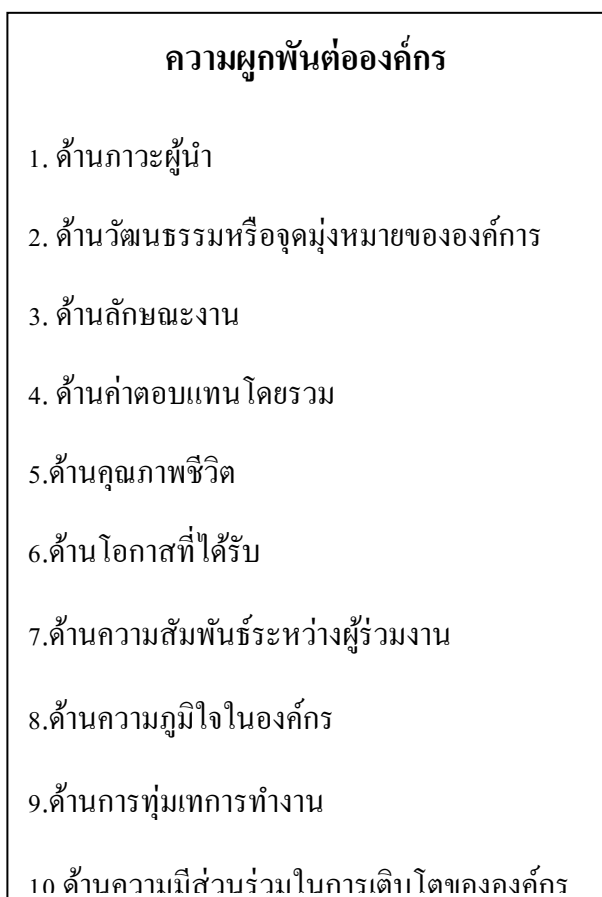 ความผูกพันต่อองค์กร
1. ด้านภาวะผู้นำ
2. ด้านวัฒนธรรมหรือจุดมุ่งหมายขององค์การ
3. ด้านลักษณะงาน
4. ด้านค่าตอบแทนโดยรวม
5.ด้านคุณภาพชีวิต
6.ด้านโอกาสที่ได้รับ
7.ด้านความสัมพันธ์ระหว่างผู้ร่วมงาน
8.ด้านความภูมิใจในองค์กร
9.ด้านการทุ่มเทการทำงาน
10 ด้านความมีส่วนร่วมในการเติบโตขององค์กร